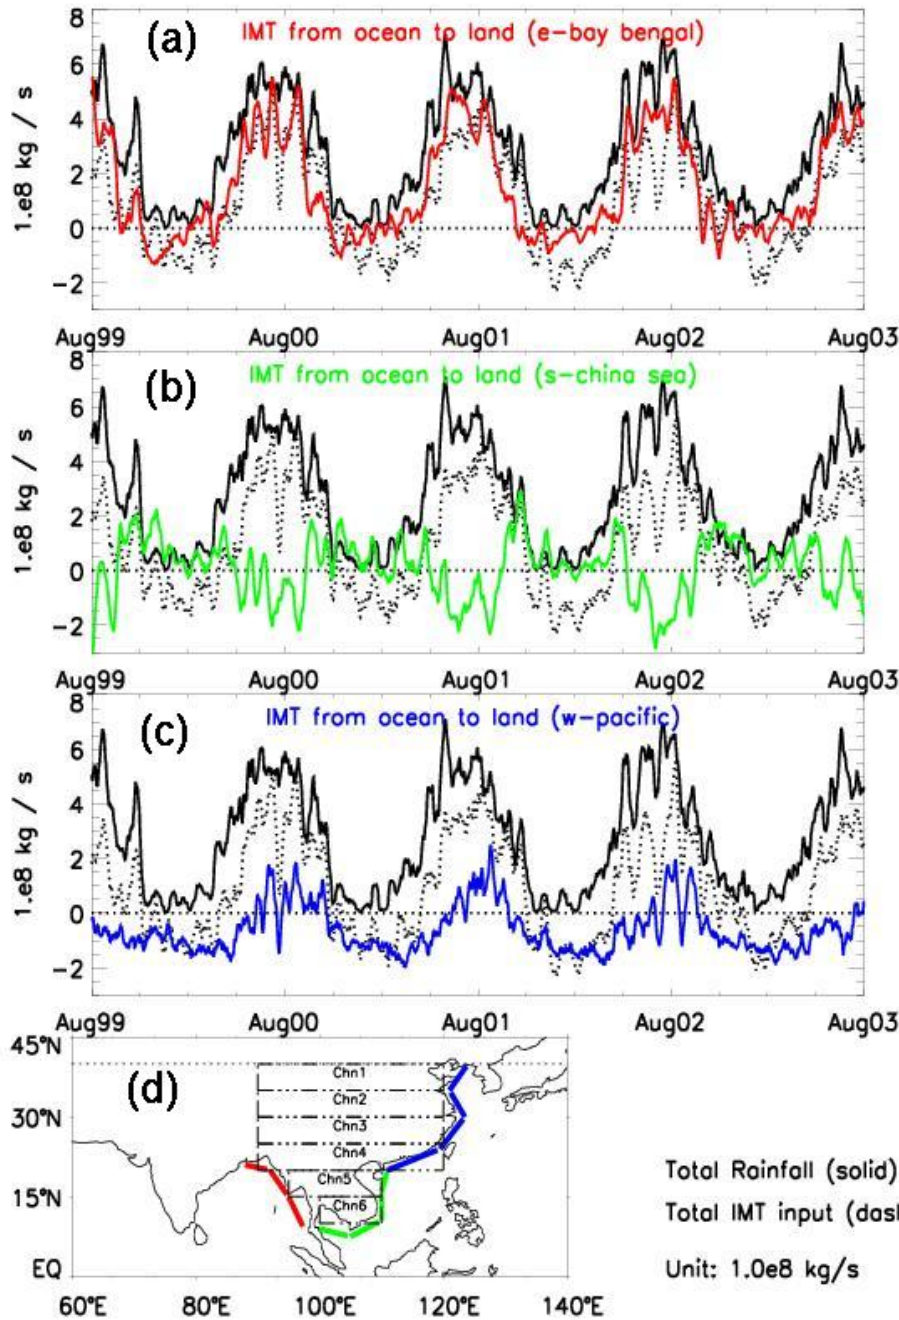 (a)
IMT from ocean to land (e-bay bengal)
1.e8 kg / s
8
6
4
2
0
-2
Aug99 Aug00 Aug01 Aug02 Aug03
(b)
IMT from ocean to land (s-china sea)
1.e8 kg / s
8
6
4
2
0
-2
Aug99 Aug00 Aug01 Aug02 Aug03
(c)
IMT from ocean to land (w-pacific)
1.e8 kg / s
8
6
4
2
0
-2
Aug99 Aug00 Aug01 Aug02 Aug03
45°N
(d)
Chn1
Chn2
30°N
Chn3
Chn4
Chn5
15°N
Chn6
EQ
60°E 80°E 100°E 120°E 140°E
Total Rainfall (solid)
Total IMT input (das
Unit: 1.0e8 kg/s